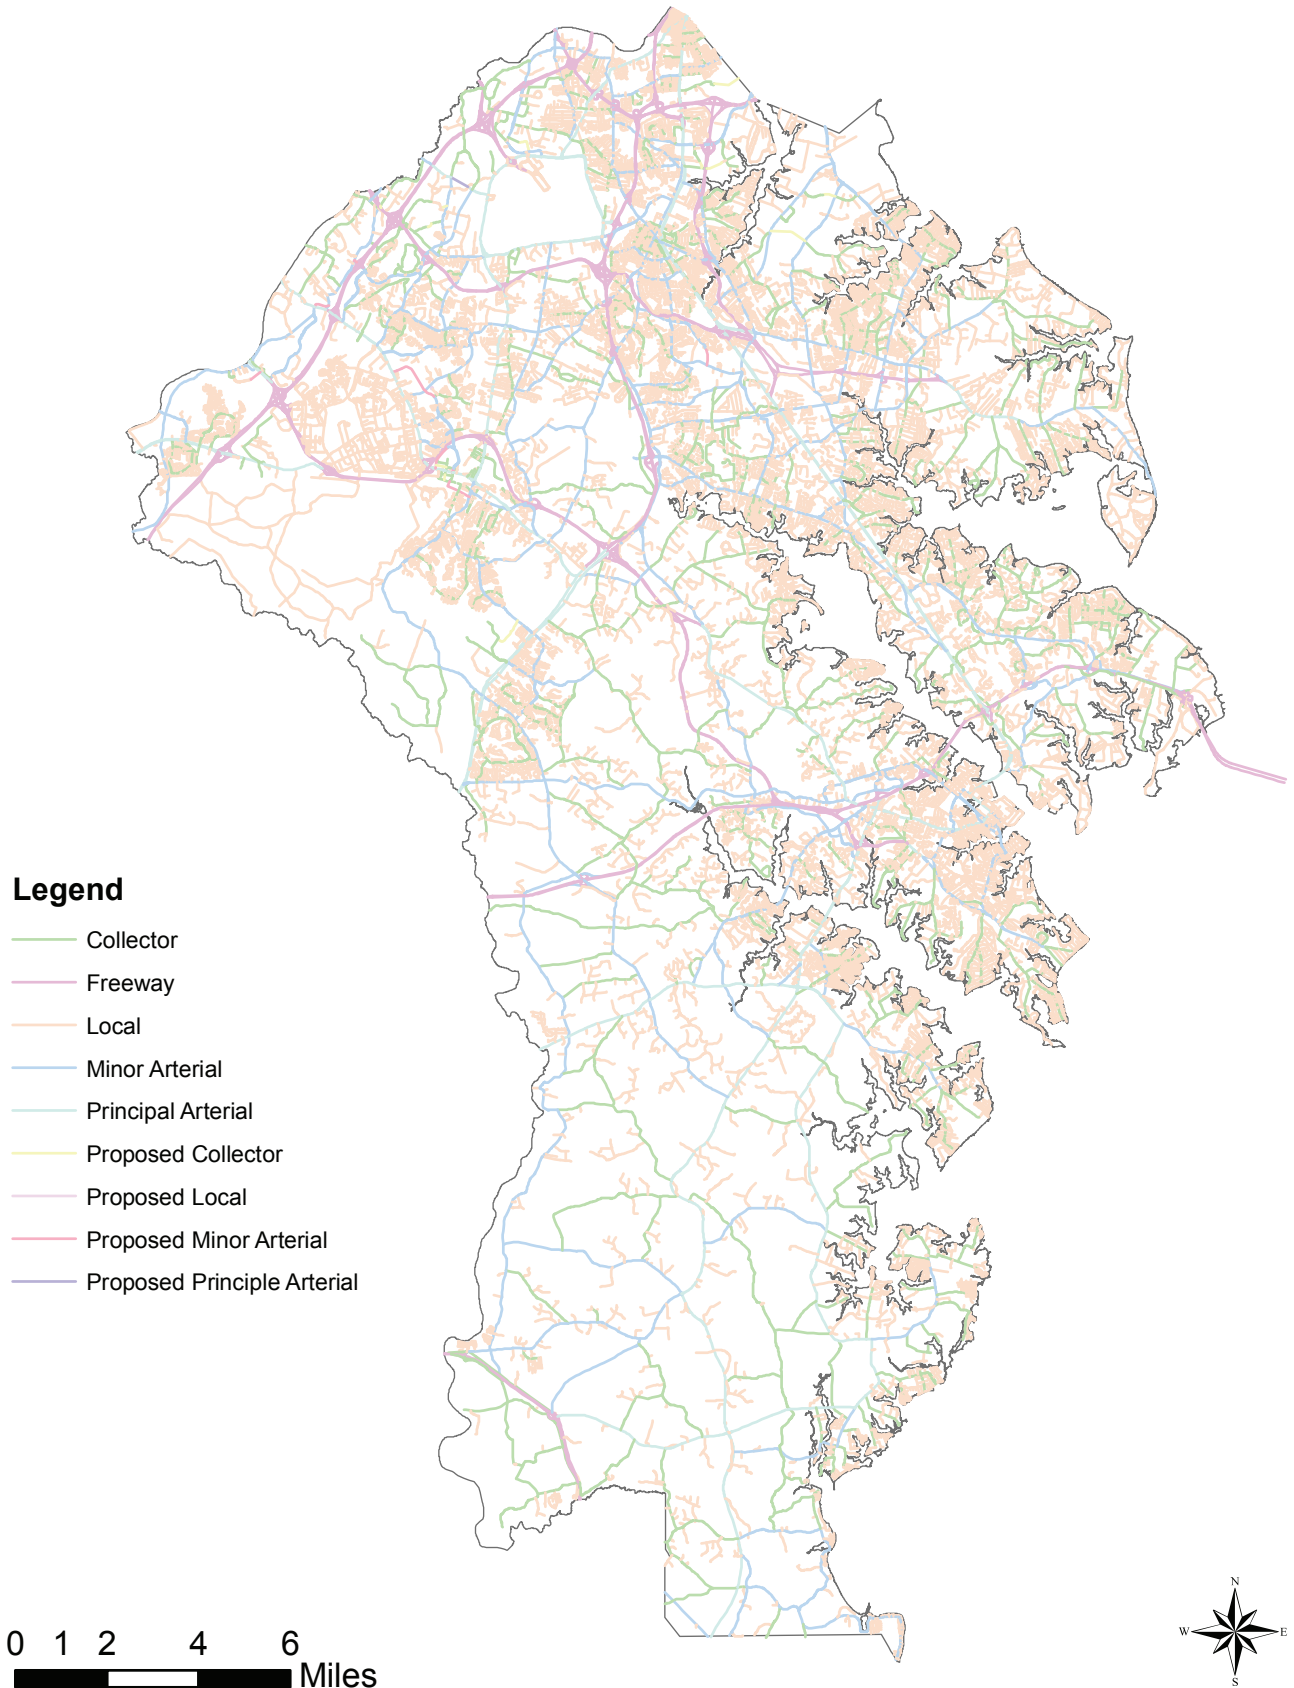 Legend
Collector
Freeway
Local
Minor Arterial
Principal Arterial
Proposed Collector
Proposed Local
Proposed Minor Arterial
Proposed Principle Arterial
0 1 2 4 6
Miles
N
W E
S